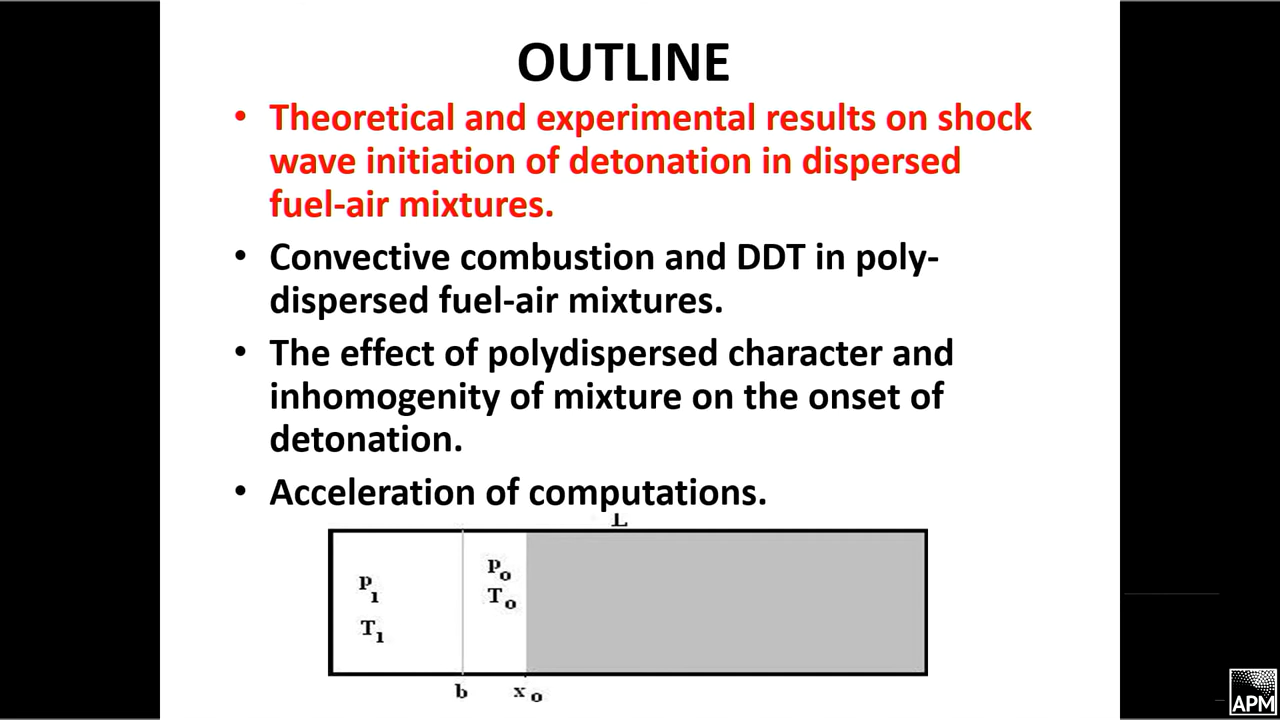 OUTLINE
• Theoretical and experimental results on shock
wave initiation of detonation in dispersed
fuel-air mixtures.
• Convective combustion and DDT in poly-
dispersed fuel-air mixtures.
• The effect of polydispersed character and
inhomogenity of mixture on the onset of
detonation.
• Acceleration of computations.
L
p₁
T₁
p₀
T₀
b
x₀
APM